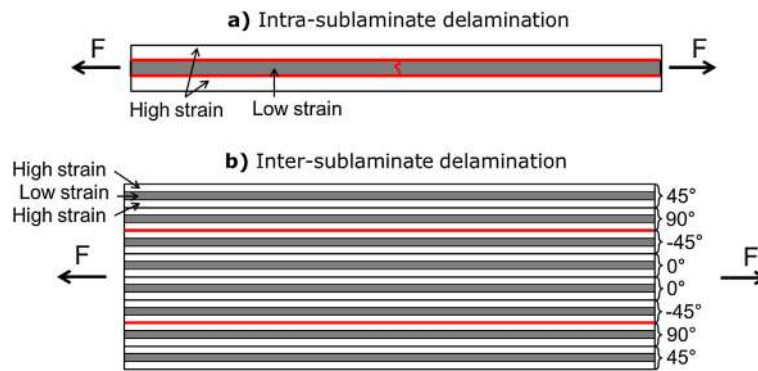 a) Intra-sublaminate delamination
F
F
High strain
Low strain
b) Inter-sublaminate delamination
High strain
Low strain
High strain
F
F
45°
90°
-45°
0°
0°
-45°
90°
45°